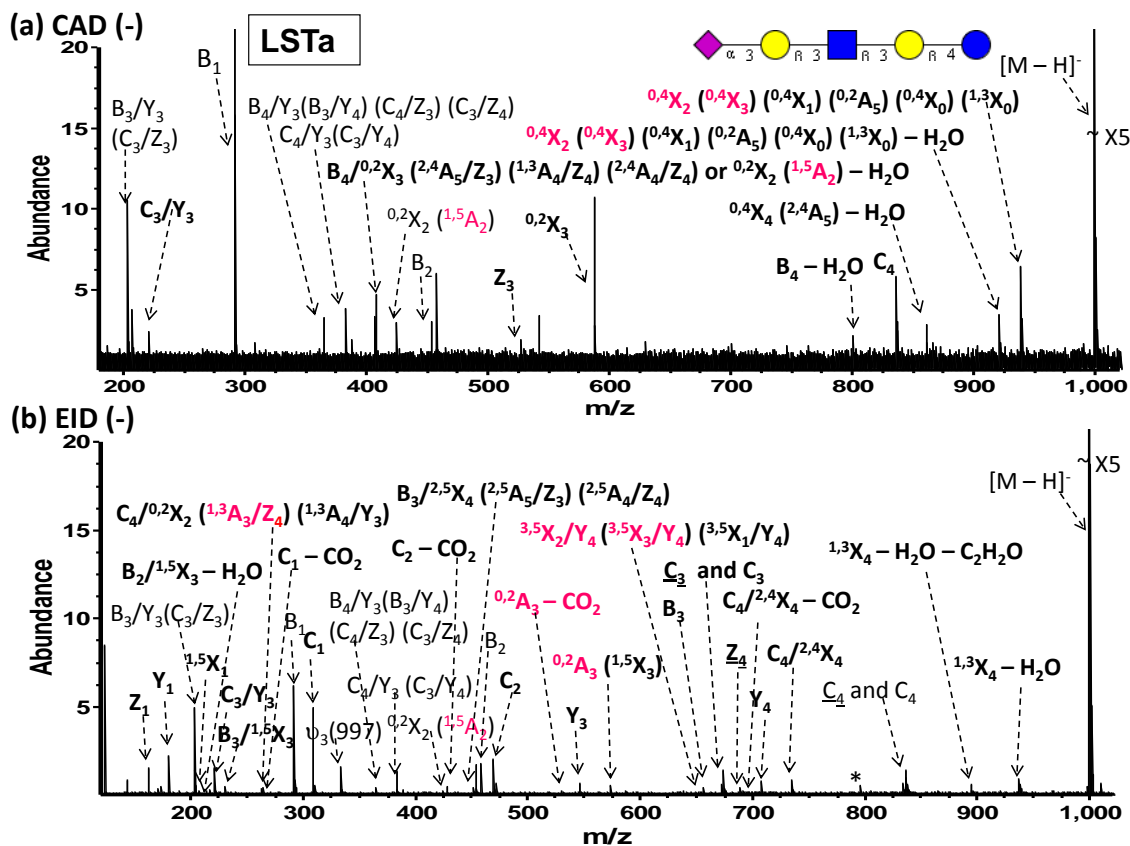 (a) CAD (-)
LSTa
α 3 β 3 β 3 β 4
20
15
10
5
Abundance
B₁
[M – H]⁻
~ X5
B₃/Y₃
(C₃/Z₃)
C₃/Y₃
B₄/Y₃(B₃/Y₄) (C₄/Z₃) (C₃/Z₄)
C₄/Y₃(C₃/Y₄)
⁰,⁴X₂ (⁰,⁴X₃) (⁰,⁴X₁) (⁰,²A₅) (⁰,⁴X₀) (¹,³X₀)
⁰,⁴X₂ (⁰,⁴X₃) (⁰,⁴X₁) (⁰,²A₅) (⁰,⁴X₀) (¹,³X₀) – H₂O
B₄/⁰,²X₃ (²,⁴A₅/Z₃) (¹,³A₄/Z₄) (²,⁴A₄/Z₄) or ⁰,²X₂ (¹,⁵A₂) – H₂O
⁰,²X₂ (¹,⁵A₂)
⁰,²X₃
⁰,⁴X₄ (²,⁴A₅) – H₂O
B₂
Z₃
B₄ – H₂O
C₄
200 300 400 500 600 700 800 900 1,000
m/z
(b) EID (-)
20
15
10
5
Abundance
[M – H]⁻
~ X5
B₃/²,⁵X₄ (²,⁵A₅/Z₃) (²,⁵A₄/Z₄)
C₄/⁰,²X₂ (¹,³A₃/Z₄) (¹,³A₄/Y₃)
³,⁵X₂/Y₄ (³,⁵X₃/Y₄) (³,⁵X₁/Y₄)
C₁ – CO₂
C₂ – CO₂
¹,³X₄ – H₂O – C₂H₂O
B₂/¹,⁵X₃ – H₂O
C₃ and C₃
⁰,²A₃ – CO₂
B₃
C₄/²,⁴X₄ – CO₂
B₃/Y₃(C₃/Z₃)
B₁
C₁
B₄/Y₃(B₃/Y₄)
(C₄/Z₃) (C₃/Z₄)
B₂
Z₄
C₄/²,⁴X₄
¹,⁵X₁
⁰,²A₃ (¹,⁵X₃)
¹,³X₄ – H₂O
Y₁
C₃/Y₃
C₄/Y₃ (C₃/Y₄)
C₂
Z₁
Y₃
Y₄
C₄ and C₄
B₃/¹,⁵X₃
υ₃(997)
⁰,²X₂ (¹,⁵A₂)
*
200 300 400 500 600 700 800 900 1,000
m/z